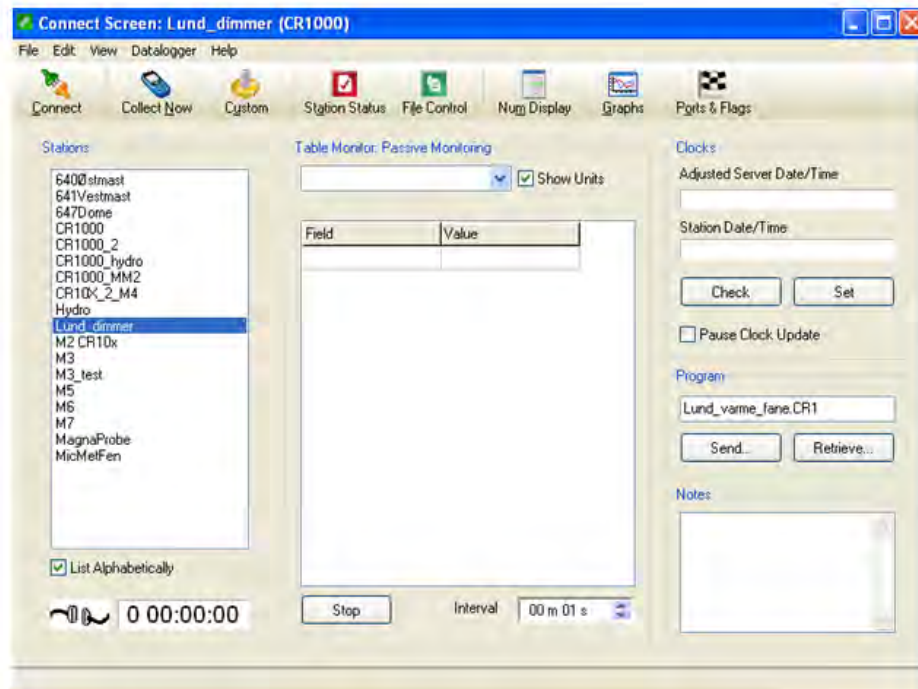 Connect Screen: Lund_dimmer (CR1000)
File Edit View Datalogger Help
Connect Collect Now Custom Station Status File Control Num Display Graphs Ports & Flags
Stations
640Østmast
641Vestmast
647Dome
CR1000
CR1000_2
CR1000_hydro
CR1000_MM2
CR10X_2_M4
Hydro
Lund_dimmer
M2 CR10x
M3
M3_test
M5
M6
M7
MagnaProbe
MicMetFen
List Alphabetically
0 00:00:00
Table Monitor: Passive Monitoring
Show Units
Field Value
Stop Interval 00 m 01 s
Clocks
Adjusted Server Date/Time
Station Date/Time
Check Set
Pause Clock Update
Program
Lund_varme_fane.CR1
Send... Retrieve...
Notes